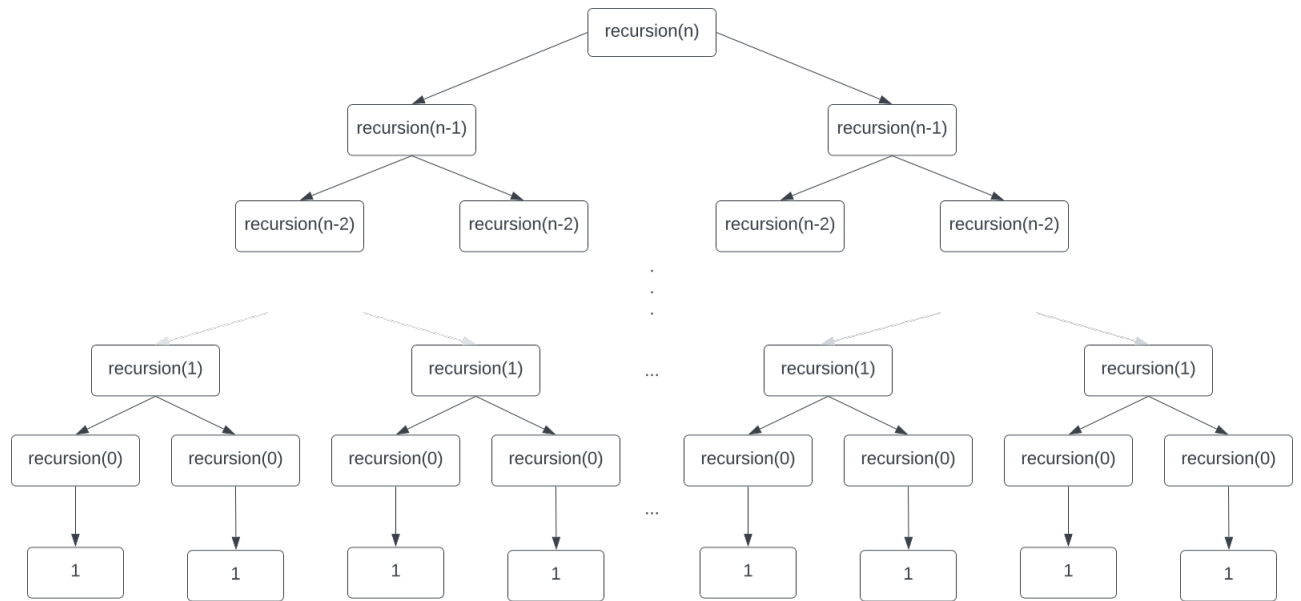 recursion(n)
recursion(n-1) recursion(n-1)
recursion(n-2) recursion(n-2) recursion(n-2) recursion(n-2)
.
.
.
recursion(1) recursion(1) ... recursion(1) recursion(1)
recursion(0) recursion(0) recursion(0) recursion(0) recursion(0) recursion(0) recursion(0) recursion(0)
...
1 1 1 1 1 1 1 1